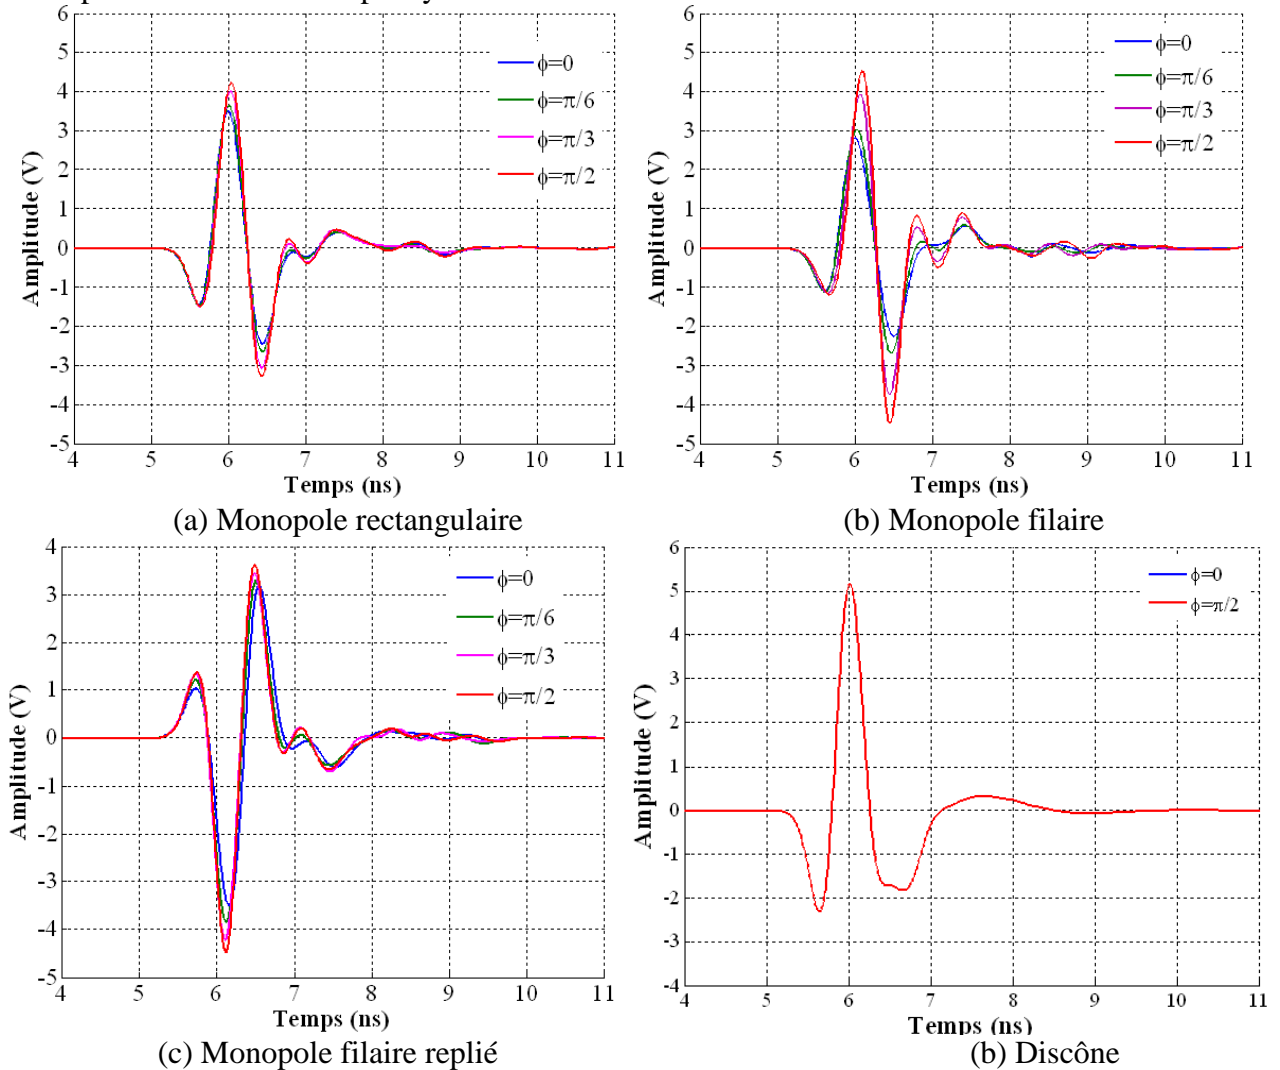 6
5
4
3
2
1
0
-1
-2
-3
-4
-5
4
5
6
7
8
9
10
11
Amplitude (V)
Temps (ns)
ϕ=0
ϕ=π/6
ϕ=π/3
ϕ=π/2
(a) Monopole rectangulaire
6
5
4
3
2
1
0
-1
-2
-3
-4
-5
4
5
6
7
8
9
10
11
Amplitude (V)
Temps (ns)
ϕ=0
ϕ=π/6
ϕ=π/3
ϕ=π/2
(b) Monopole filaire
4
3
2
1
0
-1
-2
-3
-4
-5
4
5
6
7
8
9
10
11
Amplitude (V)
Temps (ns)
ϕ=0
ϕ=π/6
ϕ=π/3
ϕ=π/2
(c) Monopole filaire replié
6
5
4
3
2
1
0
-1
-2
-3
-4
4
5
6
7
8
9
10
11
Amplitude (V)
Temps (ns)
ϕ=0
ϕ=π/2
(b) Discône